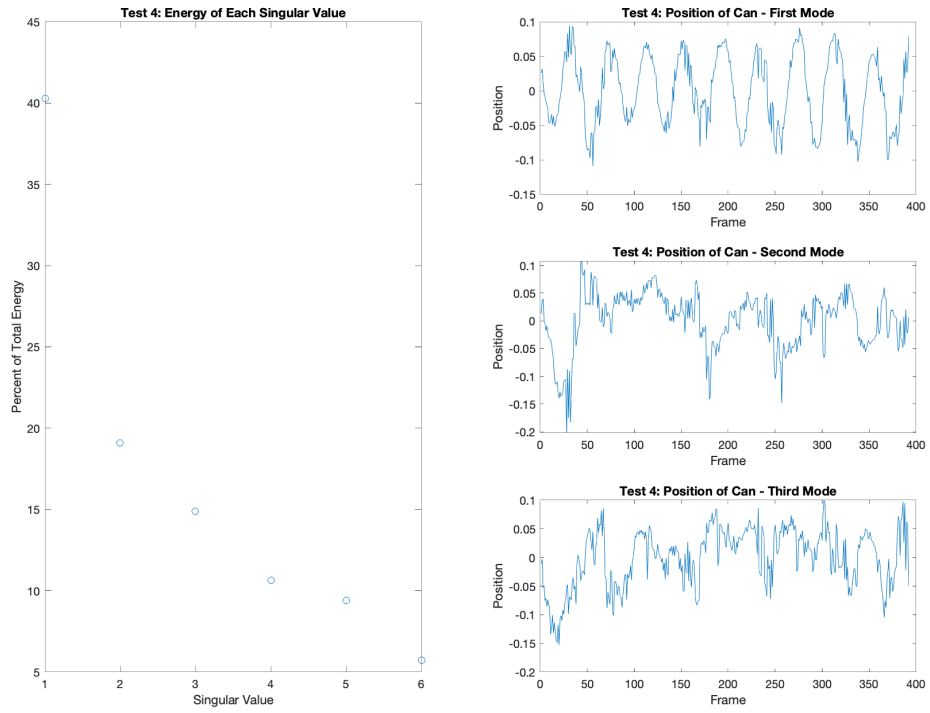 Test 4: Energy of Each Singular Value
45
40
35
30
25
20
15
10
5
Percent of Total Energy
1 2 3 4 5 6
Singular Value
Test 4: Position of Can - First Mode
0.1
0.05
0
-0.05
-0.1
-0.15
Position
0 50 100 150 200 250 300 350 400
Frame
Test 4: Position of Can - Second Mode
0.1
0.05
0
-0.05
-0.1
-0.15
-0.2
Position
0 50 100 150 200 250 300 350 400
Frame
Test 4: Position of Can - Third Mode
0.1
0.05
0
-0.05
-0.1
-0.15
-0.2
Position
0 50 100 150 200 250 300 350 400
Frame